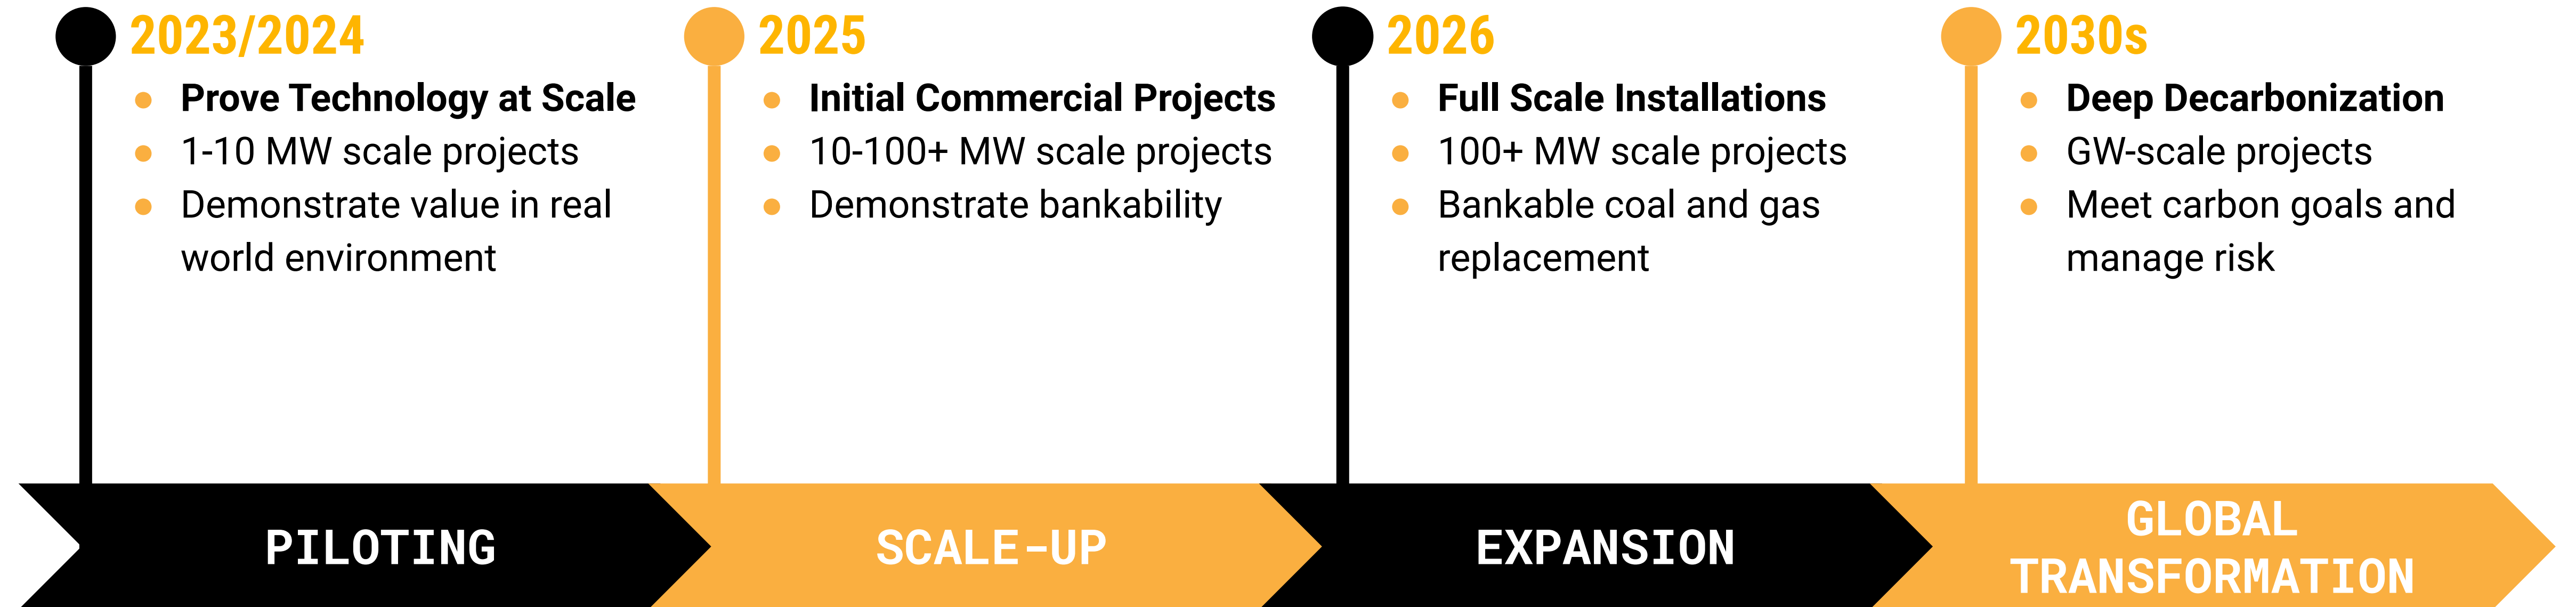 2023/2024
Prove Technology at Scale
1-10 MW scale projects
Demonstrate value in real
world environment
2025
Initial Commercial Projects
10-100+ MW scale projects
Demonstrate bankability
2026
Full Scale Installations
100+ MW scale projects
Bankable coal and gas
replacement
2030s
Deep Decarbonization
GW-scale projects
Meet carbon goals and
manage risk
PILOTING
SCALE-UP
EXPANSION
GLOBAL
TRANSFORMATION